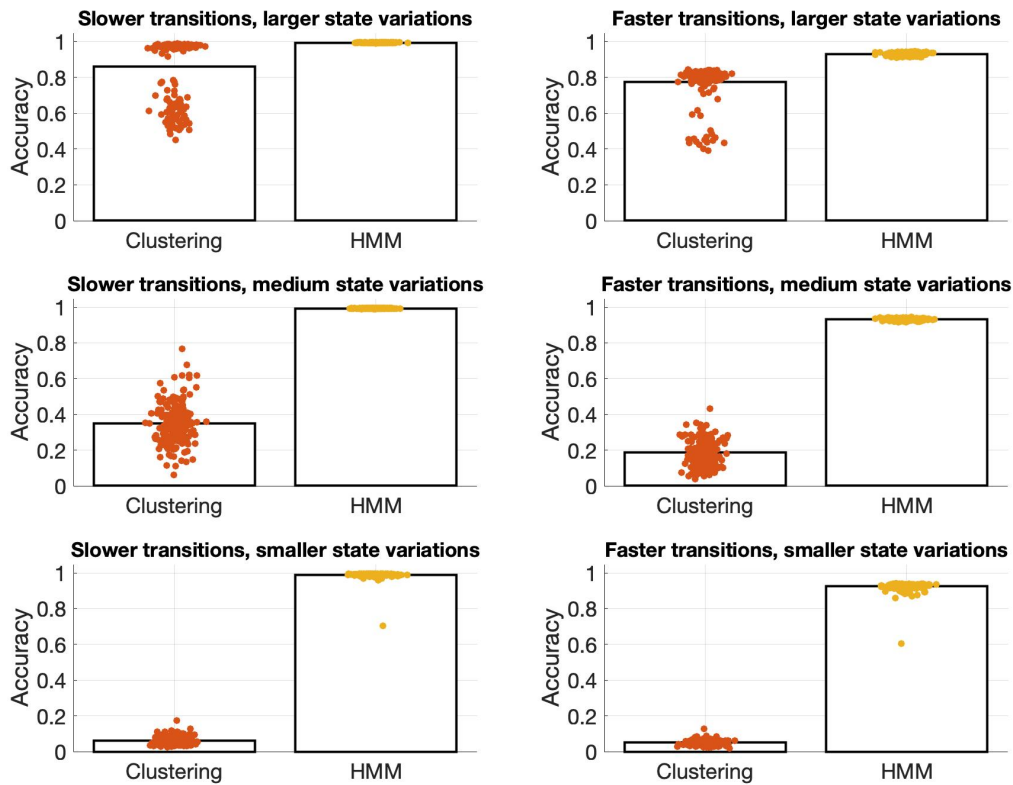 Slower transitions, larger state variations
Accuracy
1
0.8
0.6
0.4
0.2
0
Clustering HMM
Faster transitions, larger state variations
Accuracy
1
0.8
0.6
0.4
0.2
0
Clustering HMM
Slower transitions, medium state variations
Accuracy
1
0.8
0.6
0.4
0.2
0
Clustering HMM
Faster transitions, medium state variations
Accuracy
1
0.8
0.6
0.4
0.2
0
Clustering HMM
Slower transitions, smaller state variations
Accuracy
1
0.8
0.6
0.4
0.2
0
Clustering HMM
Faster transitions, smaller state variations
Accuracy
1
0.8
0.6
0.4
0.2
0
Clustering HMM